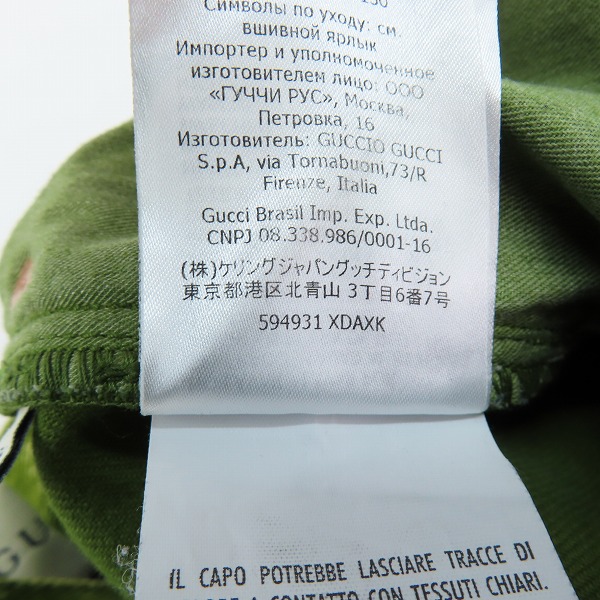 Символы по уходу: см.
вшивной ярлык
Импортер и уполномоченное
изготовителем лицо: ООО
«ГУЧЧИ РУС», Москва,
Петровка, 16
Изготовитель: GUCCIO GUCCI
S.p.A, via Tornabuoni,73/R
Firenze, Italia
Gucci Brasil Imp. Exp. Ltda.
CNPJ 08.338.986/0001-16
(株)ケリングジャパングッチディビジョン
東京都港区北青山 3丁目6番7号
594931 XDAXK
IL CAPO POTREBBE LASCIARE TRACCE DI
A CONTATTO CON TESSUTI CHIARI.